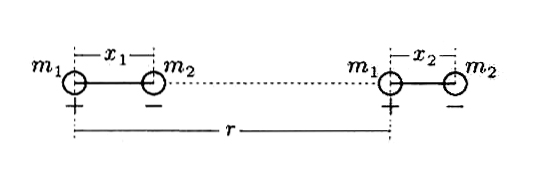 x₁ x₂
m₁ m₂ m₁ m₂
+ − + −
r